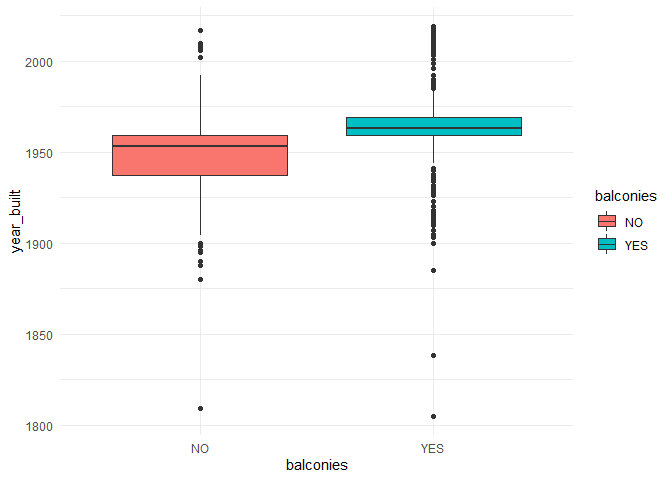 2000
1950
1900
1850
1800
year_built
NO
YES
balconies
balconies
NO
YES